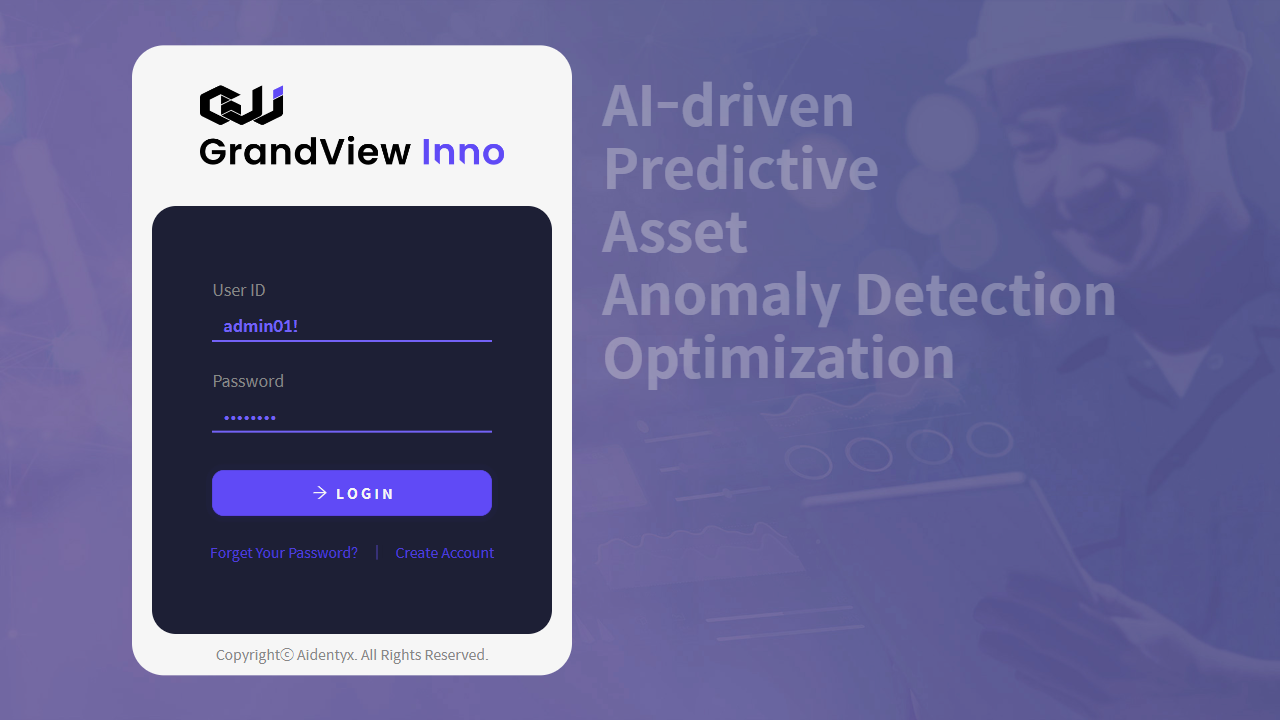 GrandView Inno
User ID
admin01!
Password
••••••••
LOGIN
Forget Your Password? | Create Account
Copyrightⓒ Aidentyx. All Rights Reserved.
AI-driven
Predictive
Asset
Anomaly Detection
Optimization